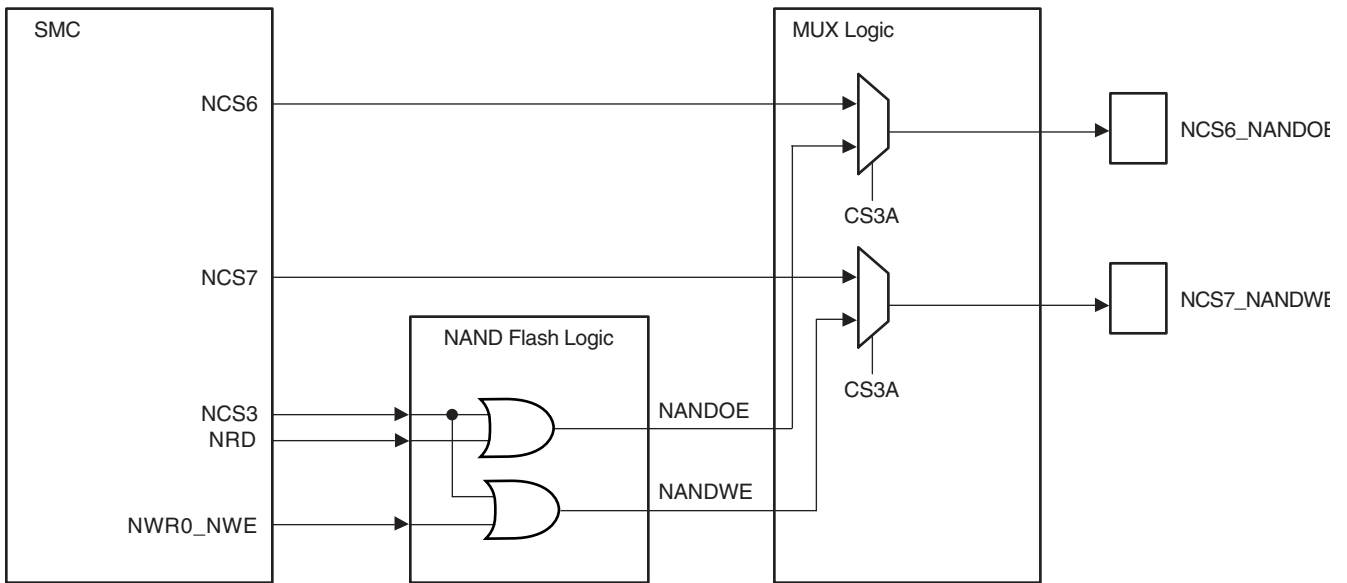 SMC
MUX Logic
NCS6
NCS6_NANDOE
CS3A
NCS7
NCS7_NANDWE
NAND Flash Logic
CS3A
NCS3
NANDOE
NRD
NANDWE
NWR0_NWE